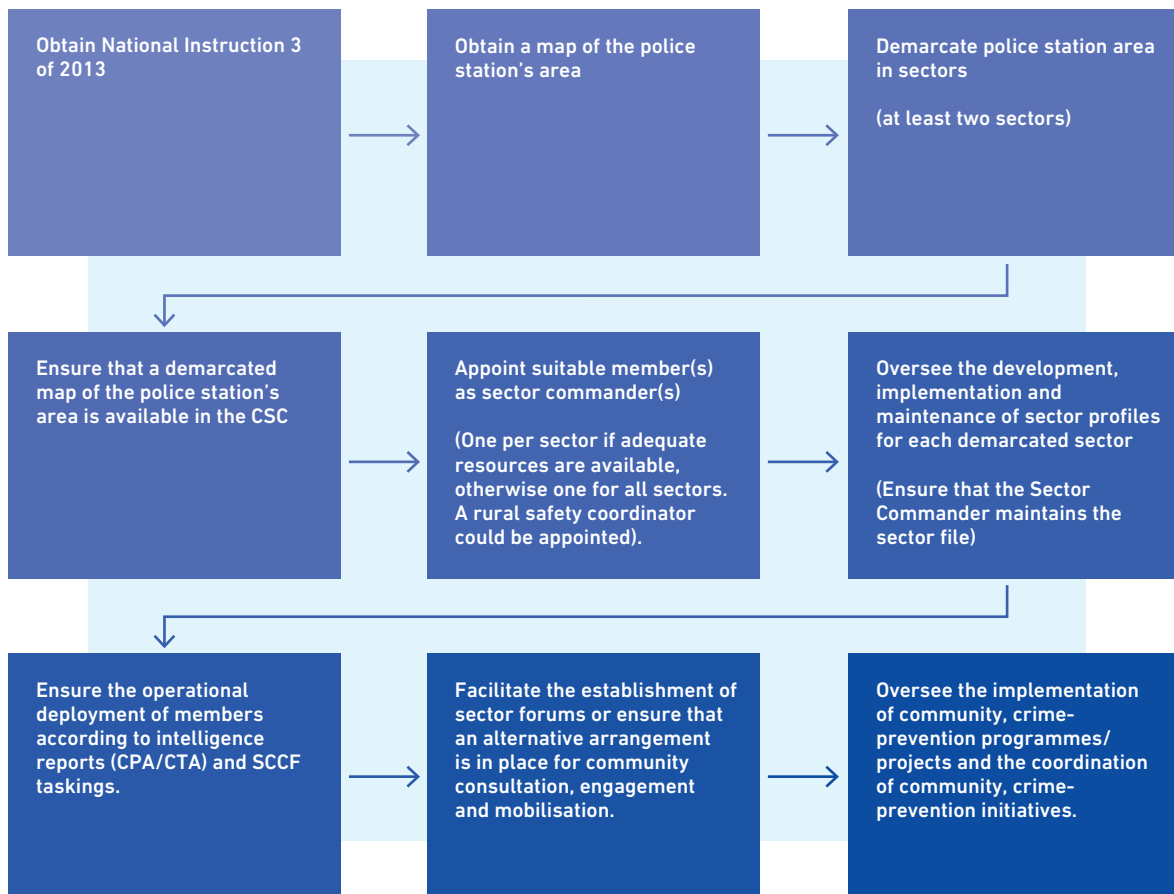 Obtain National Instruction 3
of 2013
Obtain a map of the police
station's area
Demarcate police station area
in sectors
(at least two sectors)
Ensure that a demarcated
map of the police station's
area is available in the CSC
Appoint suitable member(s)
as sector commander(s)
(One per sector if adequate
resources are available,
otherwise one for all sectors.
A rural safety coordinator
could be appointed).
Oversee the development,
implementation and
maintenance of sector profiles
for each demarcated sector
(Ensure that the Sector
Commander maintains the
sector file)
Ensure the operational
deployment of members
according to intelligence
reports (CPA/CTA) and SCCF
taskings.
Facilitate the establishment of
sector forums or ensure that
an alternative arrangement
is in place for community
consultation, engagement
and mobilisation.
Oversee the implementation
of community, crime-
prevention programmes/
projects and the coordination
of community, crime-
prevention initiatives.